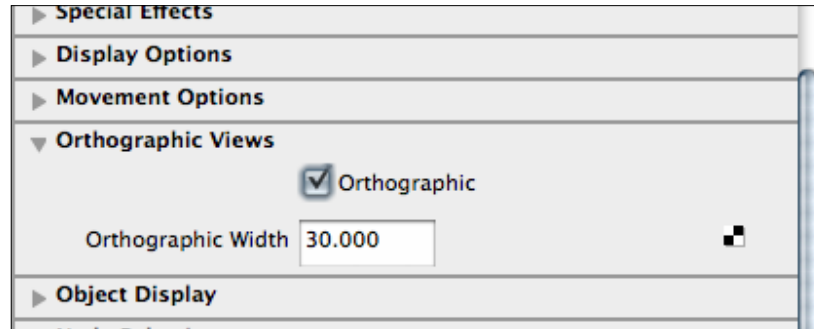 Special Effects
Display Options
Movement Options
Orthographic Views
Orthographic
Orthographic Width 30.000
Object Display